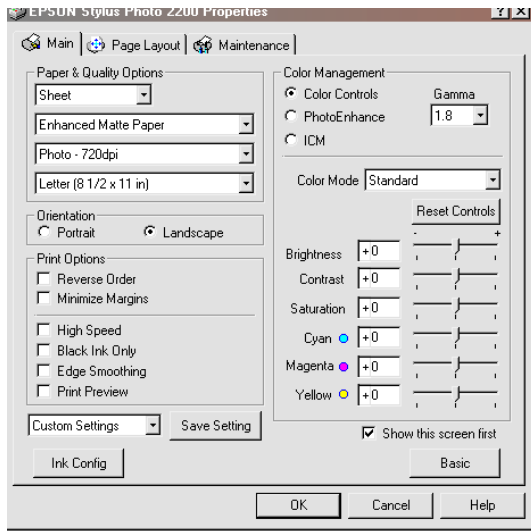 EPSON Stylus Photo 2200 Properties
Main Page Layout Maintenance
Paper & Quality Options
Sheet
Enhanced Matte Paper
Photo - 720dpi
Letter (8 1/2 x 11 in)
Orientation
Portrait Landscape
Print Options
Reverse Order
Minimize Margins
High Speed
Black Ink Only
Edge Smoothing
Print Preview
Custom Settings Save Setting
Ink Config
Color Management
Color Controls Gamma
PhotoEnhance 1.8
ICM
Color Mode Standard
Reset Controls
- +
Brightness +0
Contrast +0
Saturation +0
Cyan +0
Magenta +0
Yellow +0
Show this screen first
Basic
OK Cancel Help